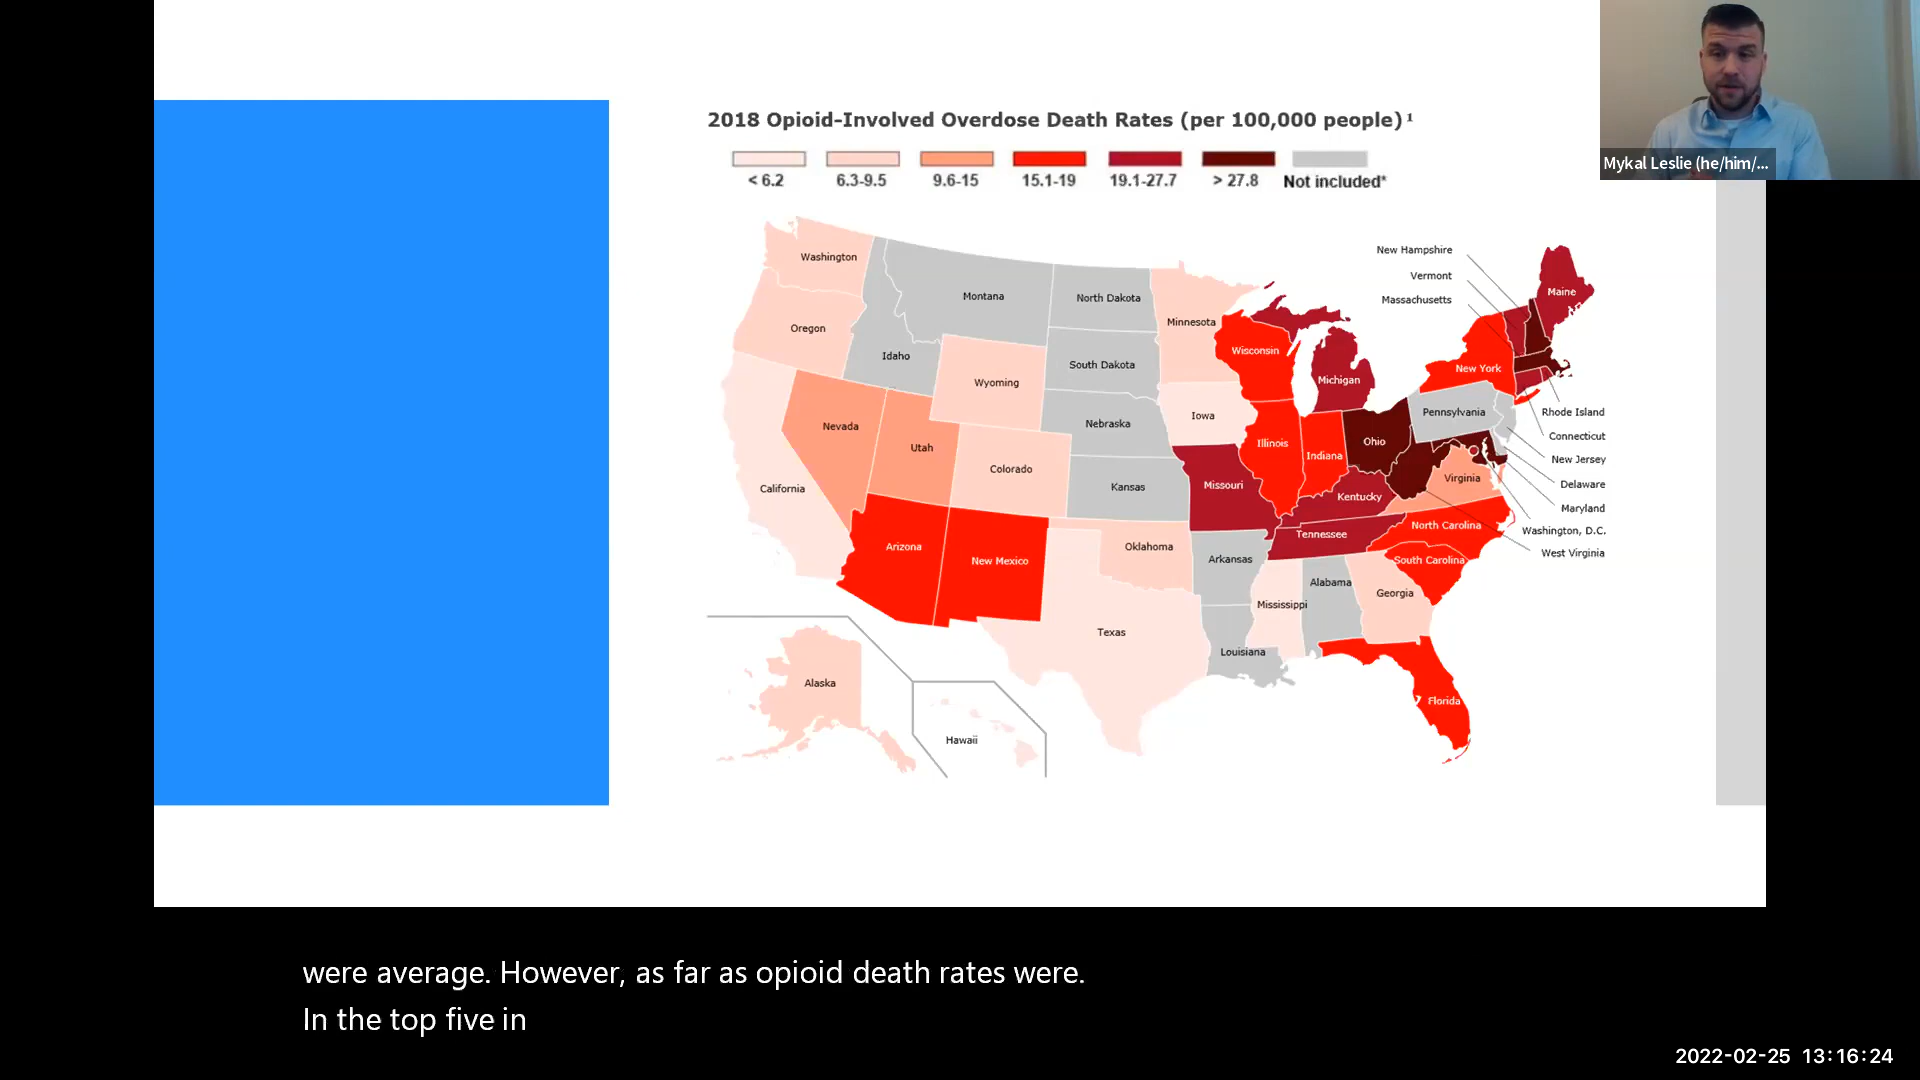 2018 Opioid-Involved Overdose Death Rates (per 100,000 people) 1
< 6.2 6.3-9.5 9.6-15 15.1-19 19.1-27.7 > 27.8 Not included*
Mykal Leslie (he/him/...
Washington
Montana
North Dakota
Minnesota
Oregon
Idaho
South Dakota
Wyoming
Wisconsin
Michigan
New Hampshire
Vermont
Massachusetts
Maine
New York
Nebraska
Iowa
Pennsylvania
Rhode Island
Connecticut
New Jersey
Delaware
Maryland
Washington, D.C.
West Virginia
Nevada
Utah
Colorado
Kansas
Missouri
Illinois
Indiana
Ohio
Kentucky
Virginia
California
Arizona
New Mexico
Oklahoma
Arkansas
Tennessee
North Carolina
South Carolina
Texas
Louisiana
Mississippi
Alabama
Georgia
Florida
Alaska
Hawaii
were average. However, as far as opioid death rates were.
In the top five in
2022-02-25 13:16:24